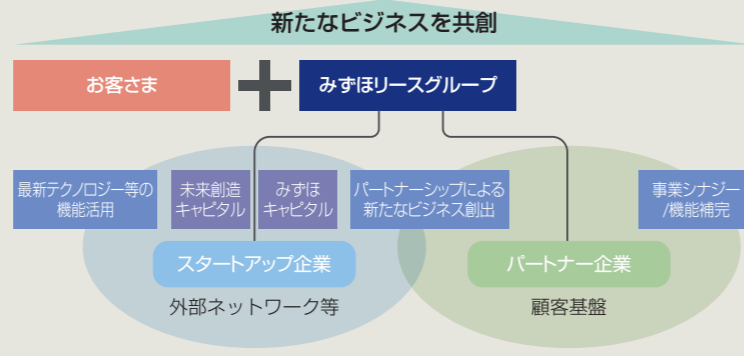 新たなビジネスを共創
お客さま
みずほリースグループ
最新テクノロジー等の
機能活用
未来創造
キャピタル
みずほ
キャピタル
パートナーシップによる
新たなビジネス創出
事業シナジー
/機能補完
スタートアップ企業
パートナー企業
外部ネットワーク等
顧客基盤